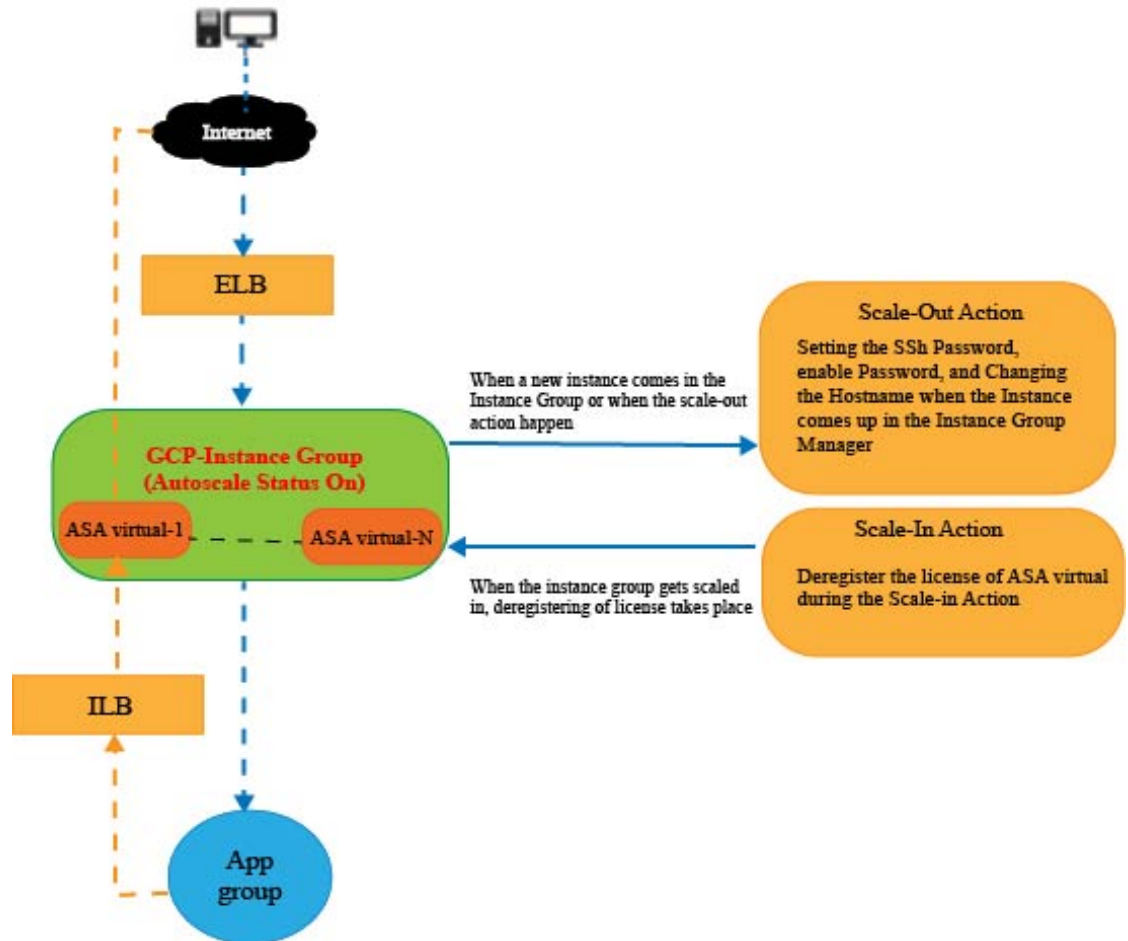 Internet
ELB
When a new instance comes in the
Instance Group or when the scale-out
action happen
Scale-Out Action
Setting the SSh Password,
enable Password, and Changing
the Hostname when the Instance
comes up in the Instance Group
Manager
GCP-Instance Group
(Autoscale Status On)
ASA virtual-1
ASA virtual-N
When the instance group gets scaled
in, deregistering of license takes place
Scale-In Action
Deregister the license of ASA virtual
during the Scale-in Action
ILB
App
group